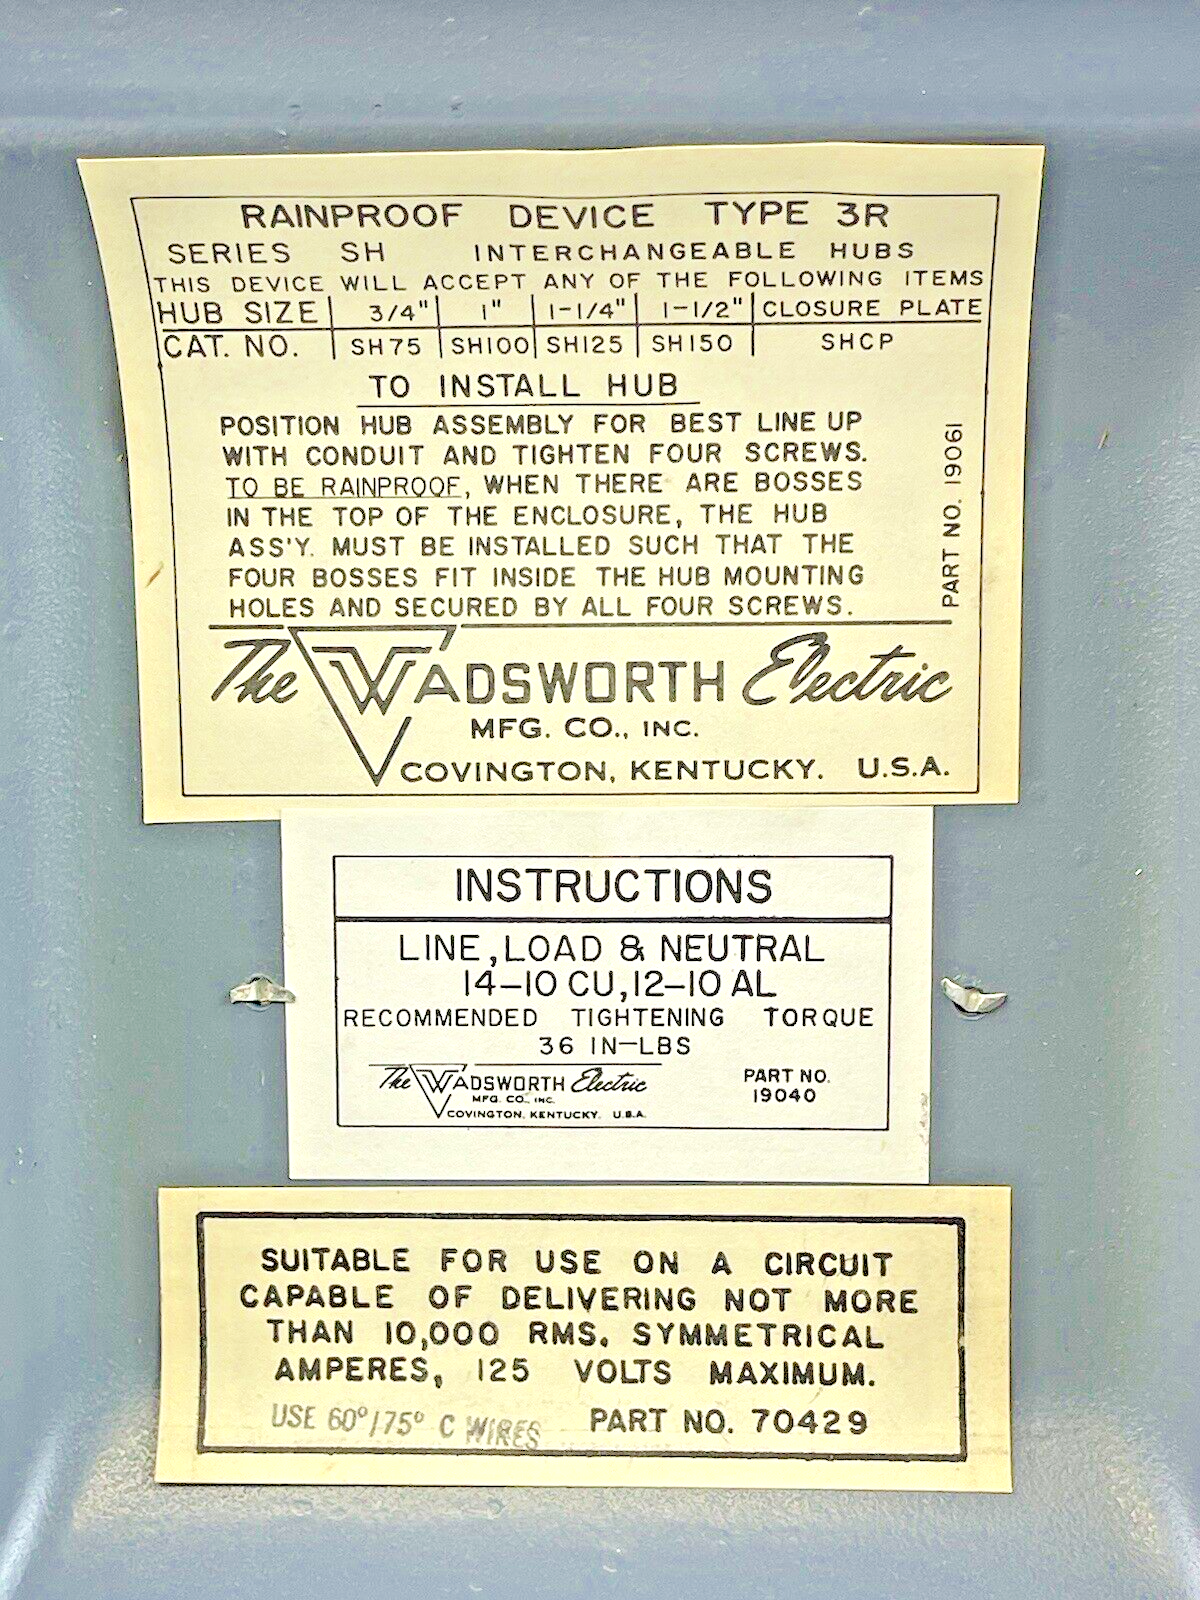 RAINPROOF DEVICE TYPE 3R
SERIES SH INTERCHANGEABLE HUBS
THIS DEVICE WILL ACCEPT ANY OF THE FOLLOWING ITEMS
HUB SIZE 3/4" 1" 1-1/4" 1-1/2" CLOSURE PLATE
CAT. NO. SH75 SH100 SH125 SH150 SHCP
TO INSTALL HUB
POSITION HUB ASSEMBLY FOR BEST LINE UP
WITH CONDUIT AND TIGHTEN FOUR SCREWS.
TO BE RAINPROOF, WHEN THERE ARE BOSSES
IN THE TOP OF THE ENCLOSURE, THE HUB
ASS'Y. MUST BE INSTALLED SUCH THAT THE
FOUR BOSSES FIT INSIDE THE HUB MOUNTING
HOLES AND SECURED BY ALL FOUR SCREWS.
PART NO. 19061
The WADSWORTH Electric
MFG. CO., INC.
COVINGTON, KENTUCKY. U.S.A.
INSTRUCTIONS
LINE, LOAD & NEUTRAL
14-10 CU, 12-10 AL
RECOMMENDED TIGHTENING TORQUE
36 IN-LBS
The WADSWORTH Electric
MFG. CO., INC.
COVINGTON, KENTUCKY. U.S.A.
PART NO.
19040
SUITABLE FOR USE ON A CIRCUIT
CAPABLE OF DELIVERING NOT MORE
THAN 10,000 RMS. SYMMETRICAL
AMPERES, 125 VOLTS MAXIMUM.
USE 60°/75° C WIRES PART NO. 70429